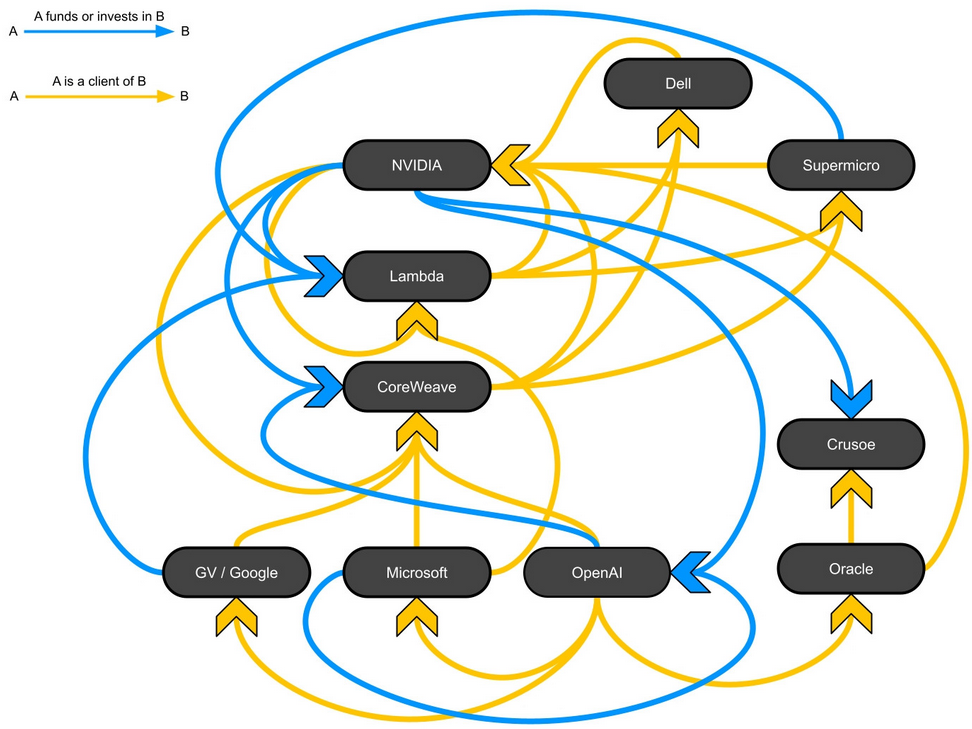 A funds or invests in B
A B
A is a client of B
A B
Dell
NVIDIA
Supermicro
Lambda
CoreWeave
Crusoe
GV / Google
Microsoft
OpenAI
Oracle